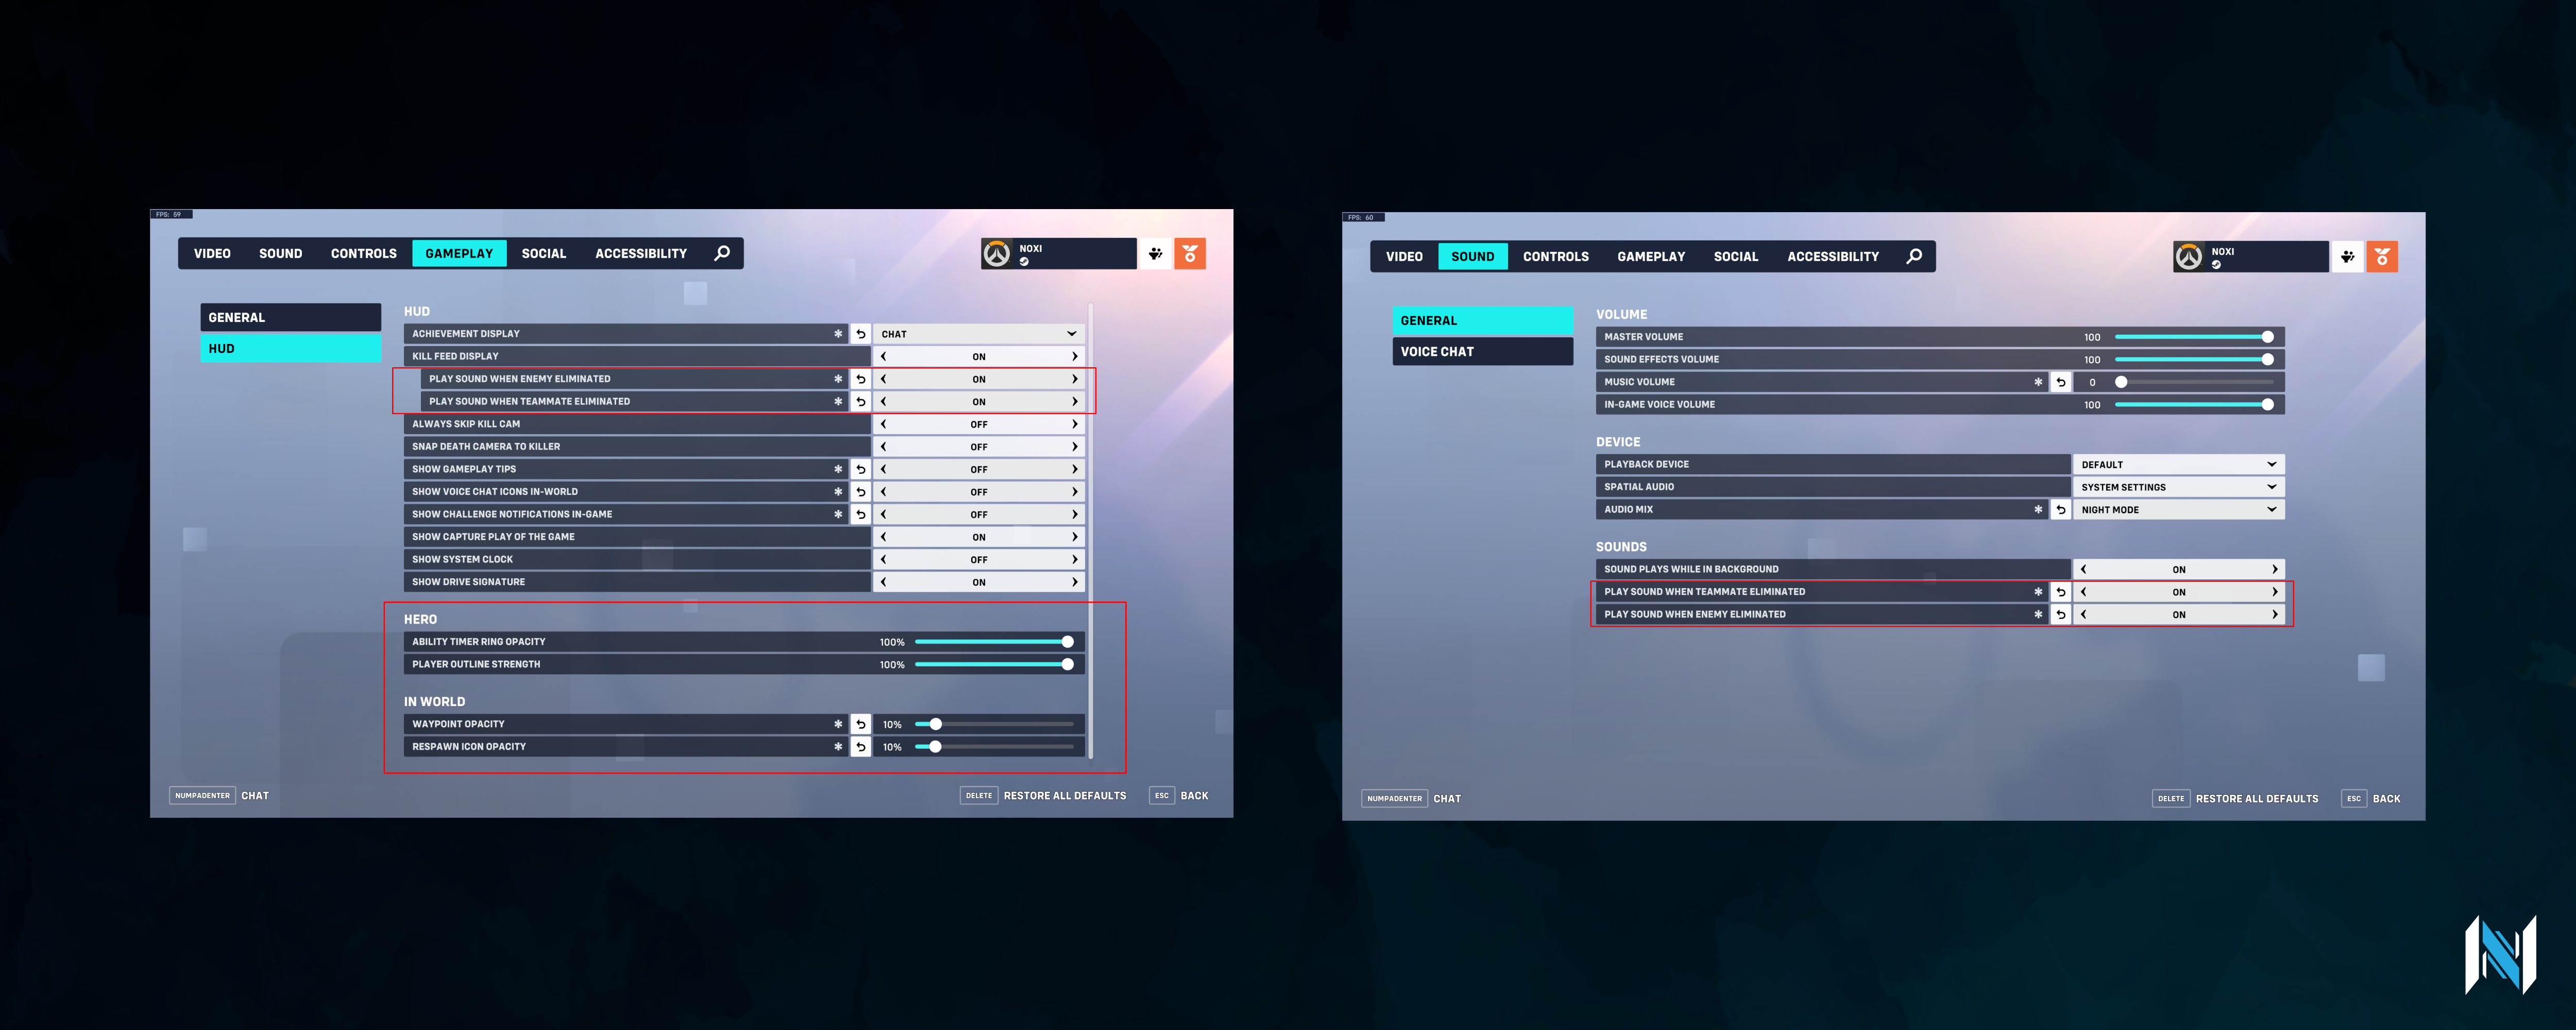 FPS: 59
VIDEO SOUND CONTROLS GAMEPLAY SOCIAL ACCESSIBILITY
NOXI
GENERAL
HUD
HUD
ACHIEVEMENT DISPLAY * CHAT
KILL FEED DISPLAY ON
PLAY SOUND WHEN ENEMY ELIMINATED * ON
PLAY SOUND WHEN TEAMMATE ELIMINATED * ON
ALWAYS SKIP KILL CAM OFF
SNAP DEATH CAMERA TO KILLER OFF
SHOW GAMEPLAY TIPS * OFF
SHOW VOICE CHAT ICONS IN-WORLD * OFF
SHOW CHALLENGE NOTIFICATIONS IN-GAME * OFF
SHOW CAPTURE PLAY OF THE GAME ON
SHOW SYSTEM CLOCK OFF
SHOW DRIVE SIGNATURE ON
HERO
ABILITY TIMER RING OPACITY 100%
PLAYER OUTLINE STRENGTH 100%
IN WORLD
WAYPOINT OPACITY * 10%
RESPAWN ICON OPACITY * 10%
NUMPADENTER CHAT
DELETE RESTORE ALL DEFAULTS ESC BACK
FPS: 60
VIDEO SOUND CONTROLS GAMEPLAY SOCIAL ACCESSIBILITY
NOXI
GENERAL
VOICE CHAT
VOLUME
MASTER VOLUME 100
SOUND EFFECTS VOLUME 100
MUSIC VOLUME * 0
IN-GAME VOICE VOLUME 100
DEVICE
PLAYBACK DEVICE DEFAULT
SPATIAL AUDIO SYSTEM SETTINGS
AUDIO MIX * NIGHT MODE
SOUNDS
SOUND PLAYS WHILE IN BACKGROUND ON
PLAY SOUND WHEN TEAMMATE ELIMINATED * ON
PLAY SOUND WHEN ENEMY ELIMINATED * ON
NUMPADENTER CHAT
DELETE RESTORE ALL DEFAULTS ESC BACK
N